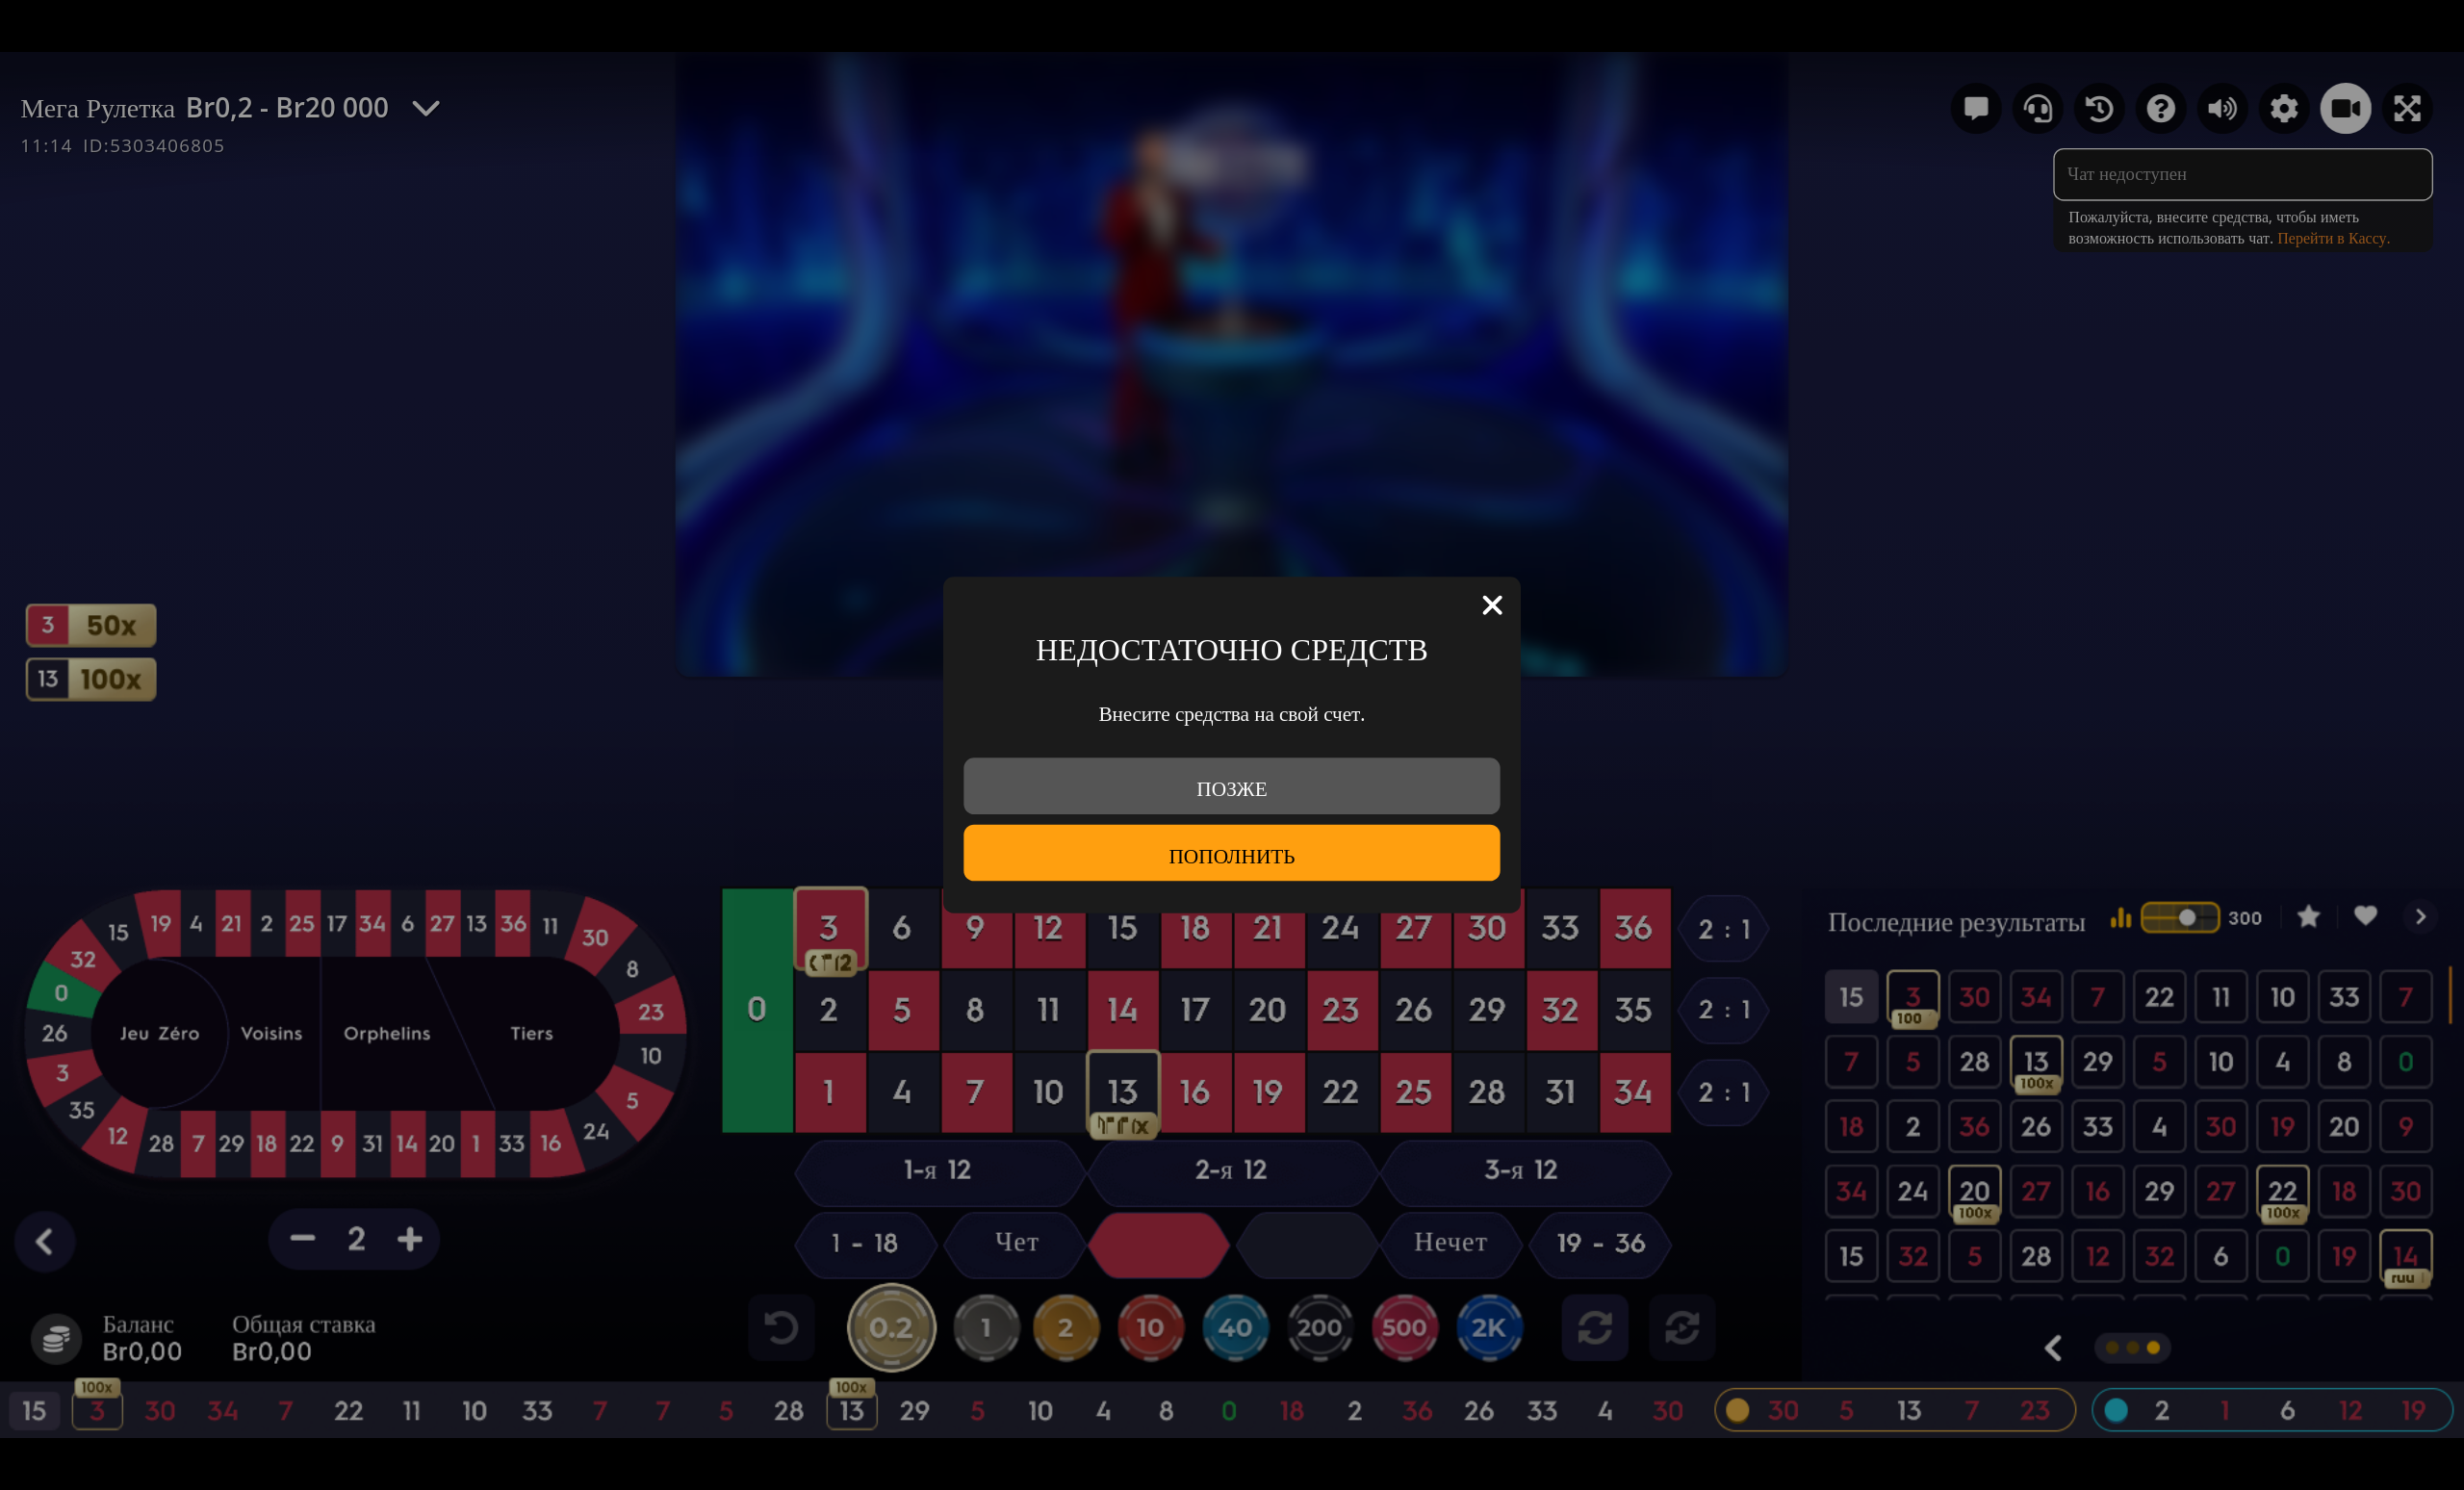 Мега Рулетка Br0,2 - Br20 000
11:14 ID:5303406805
Чат недоступен
Пожалуйста, внесите средства, чтобы иметь
возможность использовать чат. Перейти в Кассу.
3 50x
13 100x
НЕДОСТАТОЧНО СРЕДСТВ
Внесите средства на свой счет.
ПОЗЖЕ
ПОПОЛНИТЬ
15 19 4 21 2 25 17 34 6 27 13 36 11 30
32 8
0 23
26 Jeu Zéro Voisins Orphelins Tiers 10
3 5
35 24
12 28 7 29 18 22 9 31 14 20 1 33 16
2
3 6 9 12 15 18 21 24 27 30 33 36 2 : 1
0 2 5 8 11 14 17 20 23 26 29 32 35 2 : 1
1 4 7 10 13 16 19 22 25 28 31 34 2 : 1
1-я 12 2-я 12 3-я 12
1 - 18 Чет Нечет 19 - 36
0.2 1 2 10 40 200 500 2K
Последние результаты 300
15 3 30 34 7 22 11 10 33 7
100
7 5 28 13 29 5 10 4 8 0
100x
18 2 36 26 33 4 30 19 20 9
34 24 20 27 16 29 27 22 18 30
100x 100x
15 32 5 28 12 32 6 0 19 14
Баланс Общая ставка
Br0,00 Br0,00
100x 100x
15 3 30 34 7 22 11 10 33 7 7 5 28 13 29 5 10 4 8 0 18 2 36 26 33 4 30 30 5 13 7 23 2 1 6 12 19